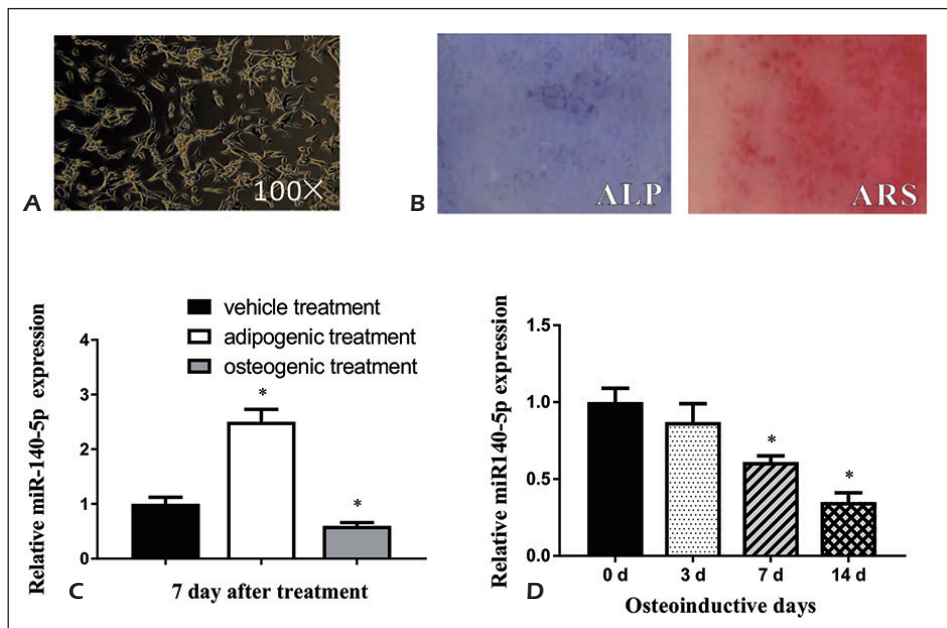 100×
A
ALP
B
ARS
vehicle treatment
adipogenic treatment
osteogenic treatment
Relative miR-140-5p expression
4
3
2
1
0
*
*
7 day after treatment
C
Relative miR140-5p expression
1.5
1.0
0.5
0.0
*
*
0 d 3 d 7 d 14 d
Osteoinductive days
D